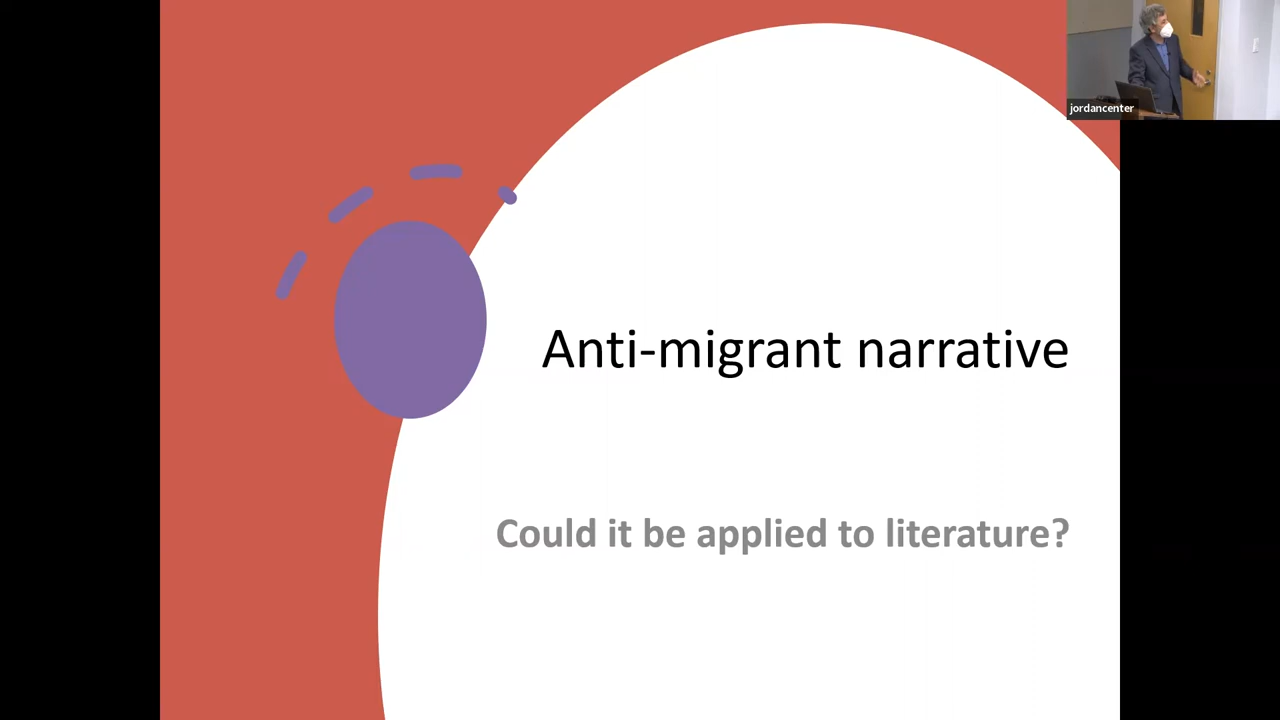 jordancenter
Anti-migrant narrative
Could it be applied to literature?